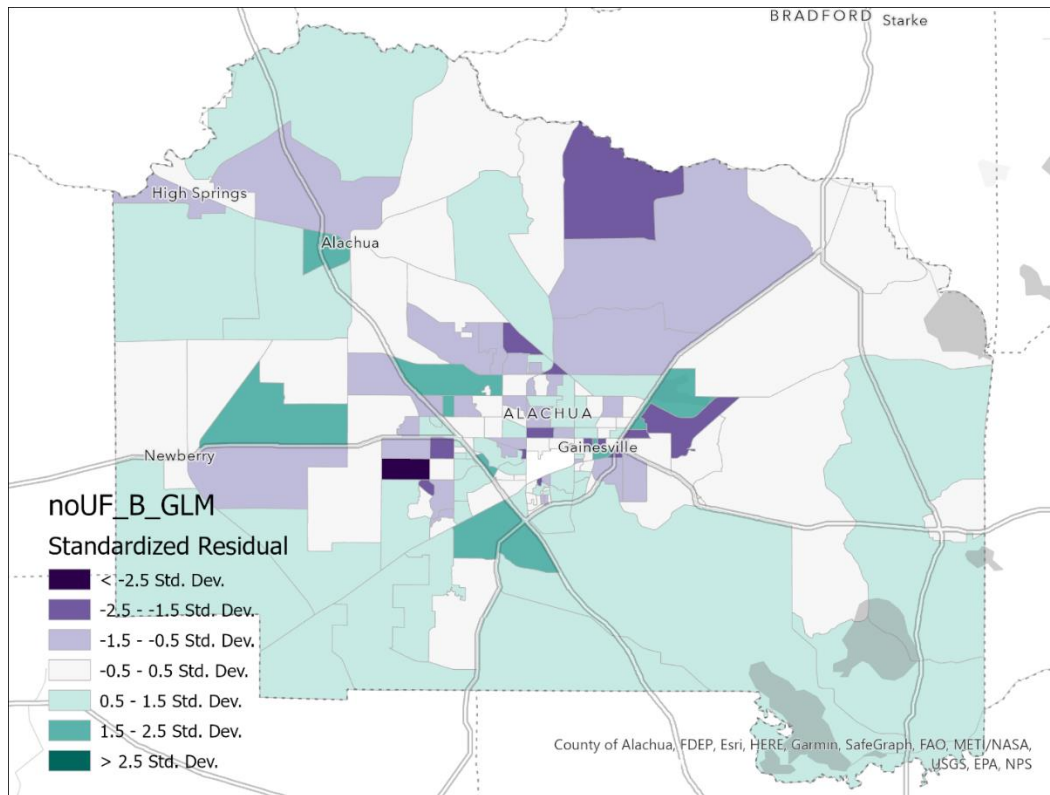 BRADFORD
Starke
High Springs
Alachua
ALACHUA
Gainesville
Newberry
noUF_B_GLM
Standardized Residual
< -2.5 Std. Dev.
-2.5 - -1.5 Std. Dev.
-1.5 - -0.5 Std. Dev.
-0.5 - 0.5 Std. Dev.
0.5 - 1.5 Std. Dev.
1.5 - 2.5 Std. Dev.
> 2.5 Std. Dev.
County of Alachua, FDEP, Esri, HERE, Garmin, SafeGraph, FAO, METI/NASA,
USGS, EPA, NPS